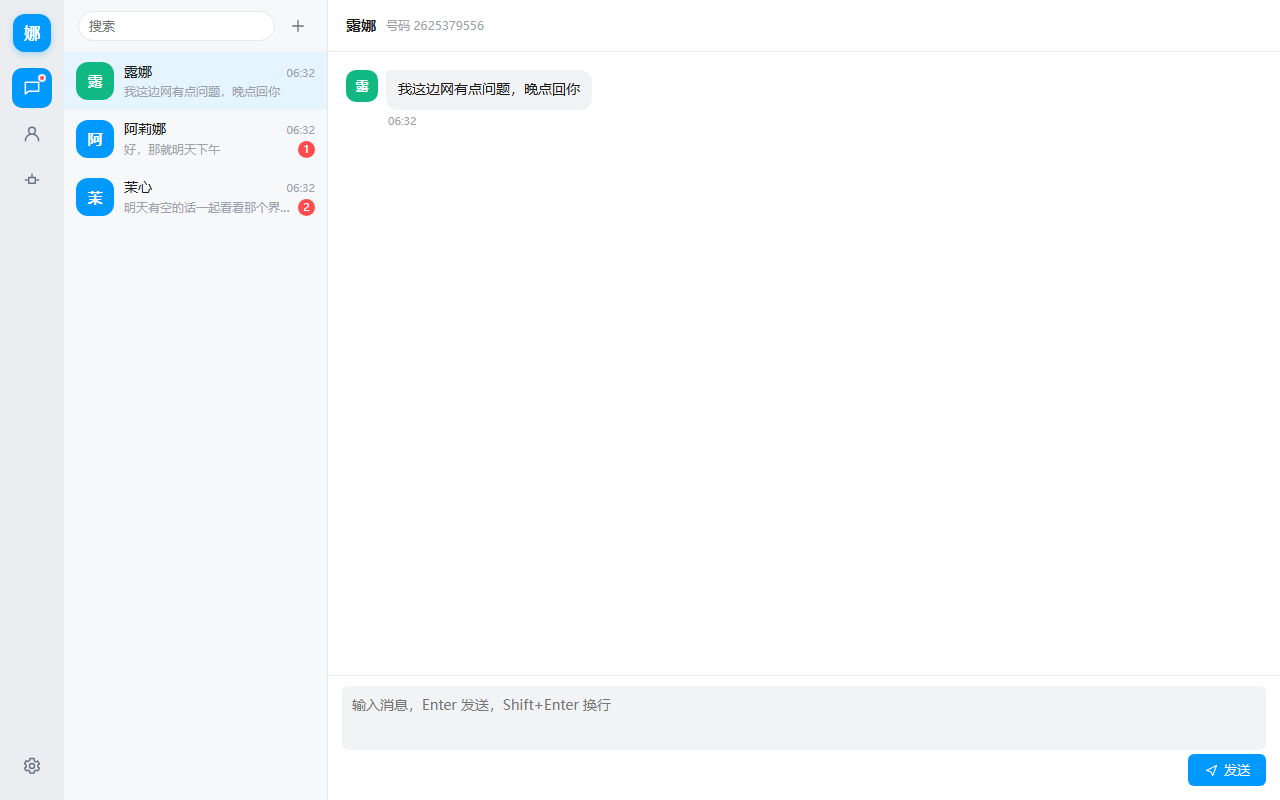 娜
搜索
露
露娜
06:32
我这边网有点问题，晚点回你
阿
阿莉娜
06:32
好，那就明天下午
1
茉
茉心
06:32
明天有空的话一起看看那个界...
2
露娜 号码 2625379556
露
我这边网有点问题，晚点回你
06:32
输入消息，Enter 发送，Shift+Enter 换行
发送